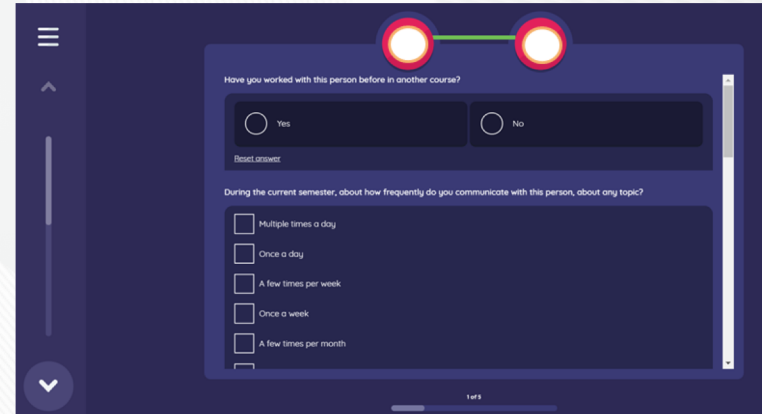 Have you worked with this person before in another course?
Yes
No
Reset answer
During the current semester, about how frequently do you communicate with this person, about any topic?
Multiple times a day
Once a day
A few times per week
Once a week
A few times per month
1 of 5